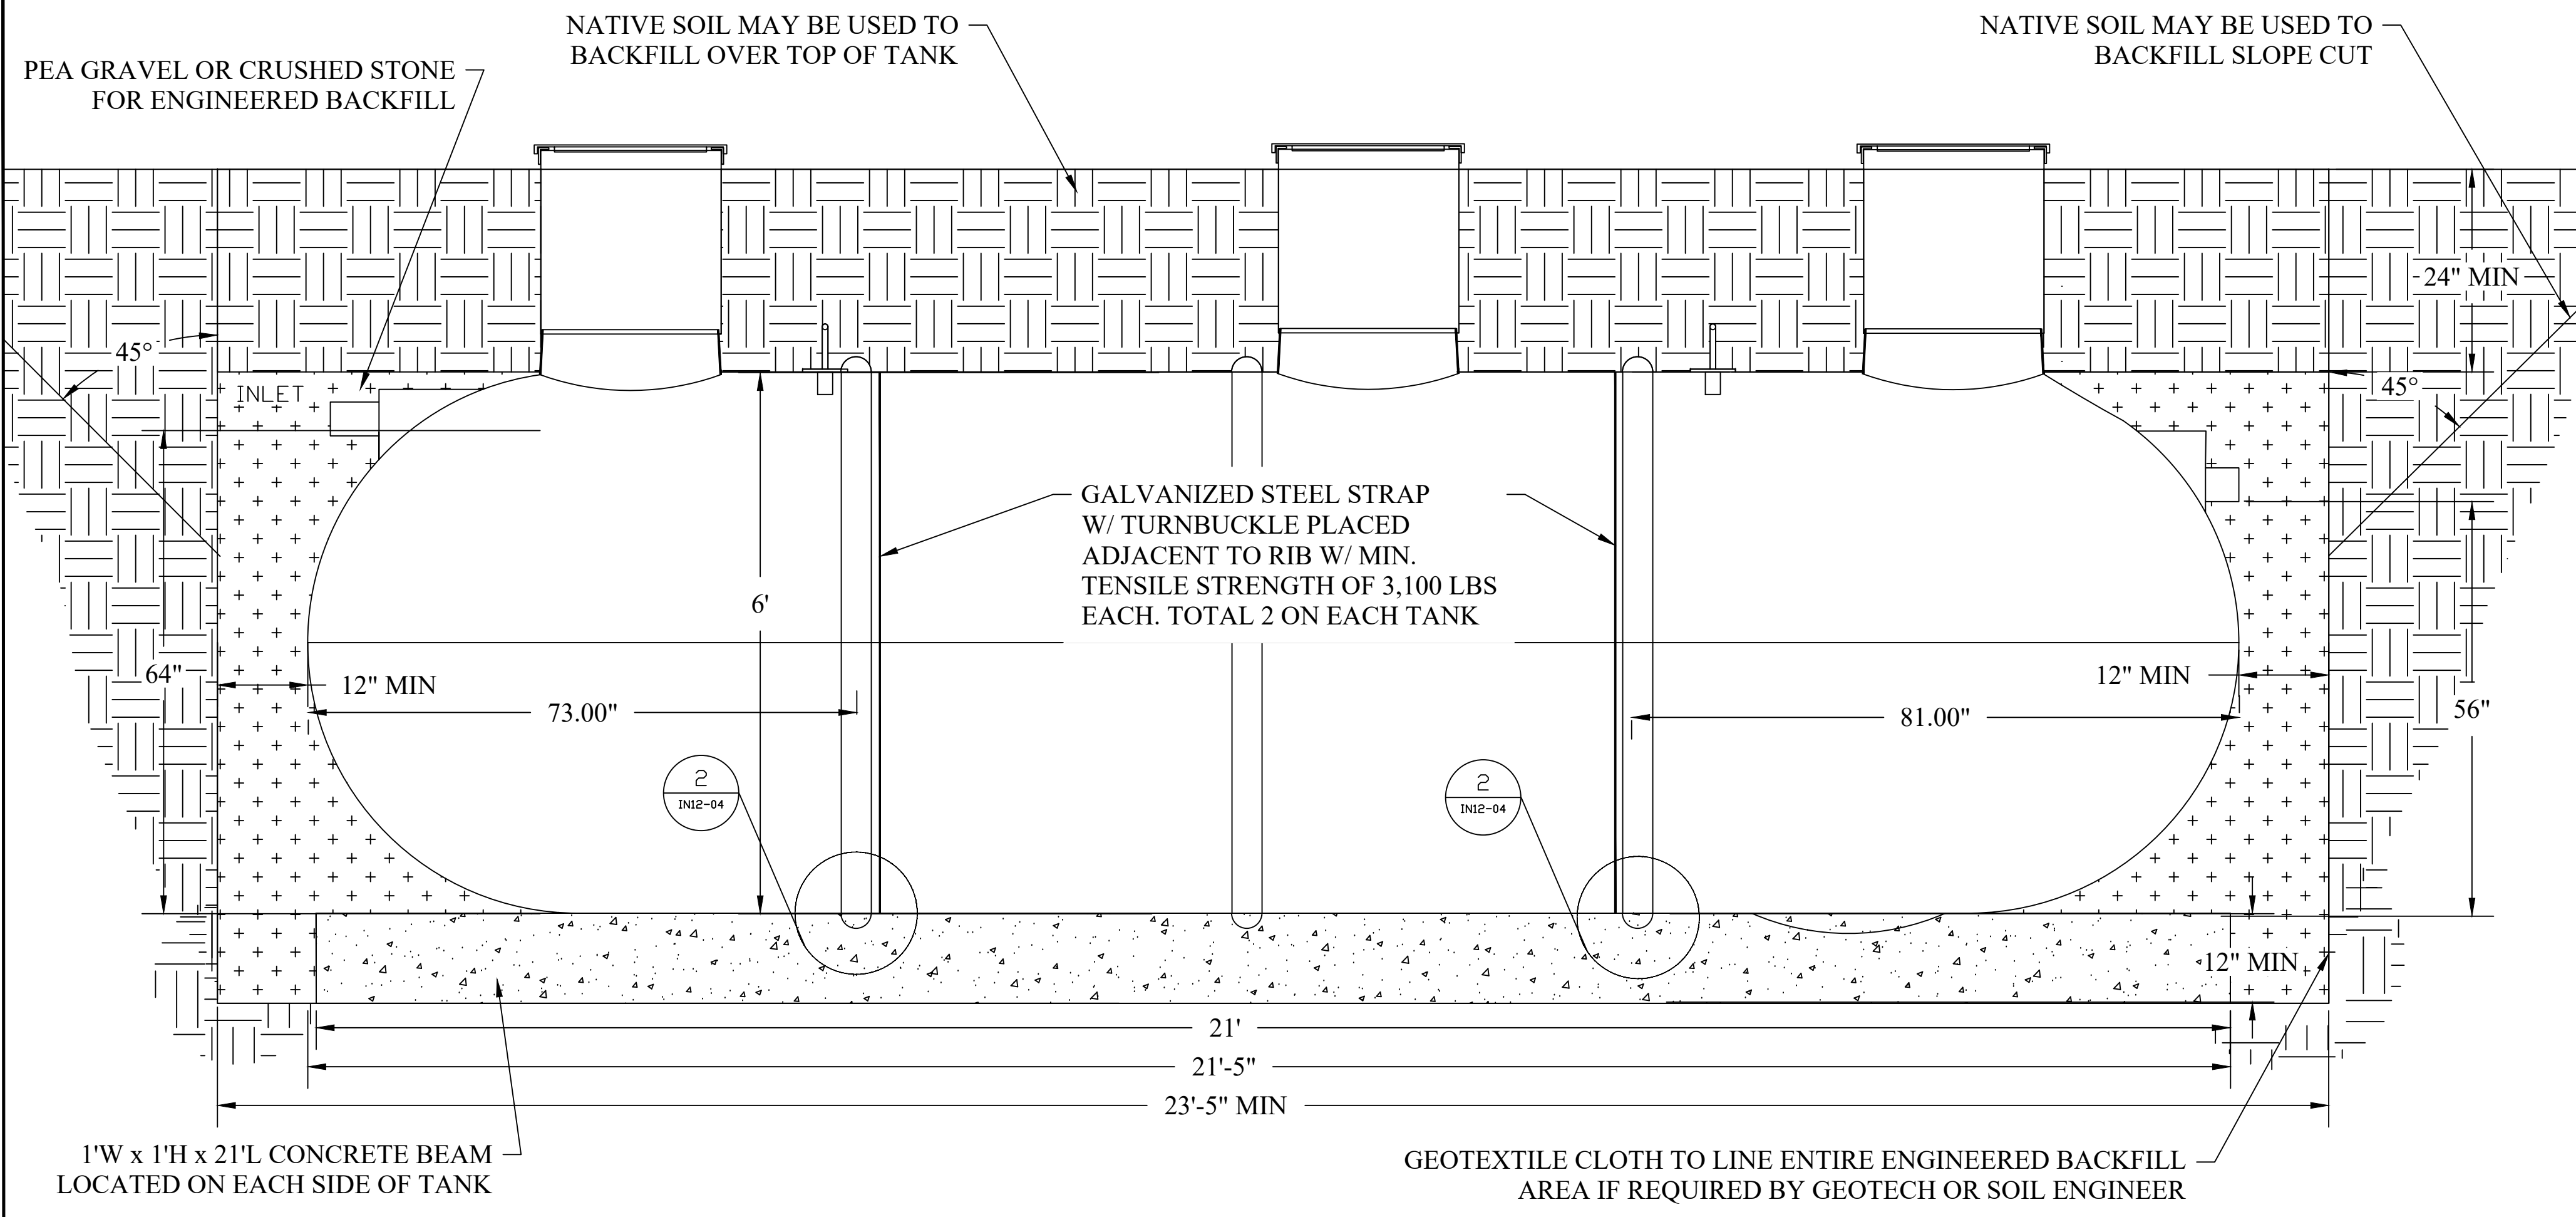 NATIVE SOIL MAY BE USED TO
BACKFILL OVER TOP OF TANK
NATIVE SOIL MAY BE USED TO
BACKFILL SLOPE CUT
PEA GRAVEL OR CRUSHED STONE
FOR ENGINEERED BACKFILL
24" MIN
45°
45°
INLET
GALVANIZED STEEL STRAP
W/ TURNBUCKLE PLACED
ADJACENT TO RIB W/ MIN.
TENSILE STRENGTH OF 3,100 LBS
EACH. TOTAL 2 ON EACH TANK
6'
64"
12" MIN
12" MIN
73.00"
81.00"
56"
2
IN12-04
2
IN12-04
12" MIN
21'
21'-5"
23'-5" MIN
1'W x 1'H x 21'L CONCRETE BEAM
LOCATED ON EACH SIDE OF TANK
GEOTEXTILE CLOTH TO LINE ENTIRE ENGINEERED BACKFILL
AREA IF REQUIRED BY GEOTECH OR SOIL ENGINEER